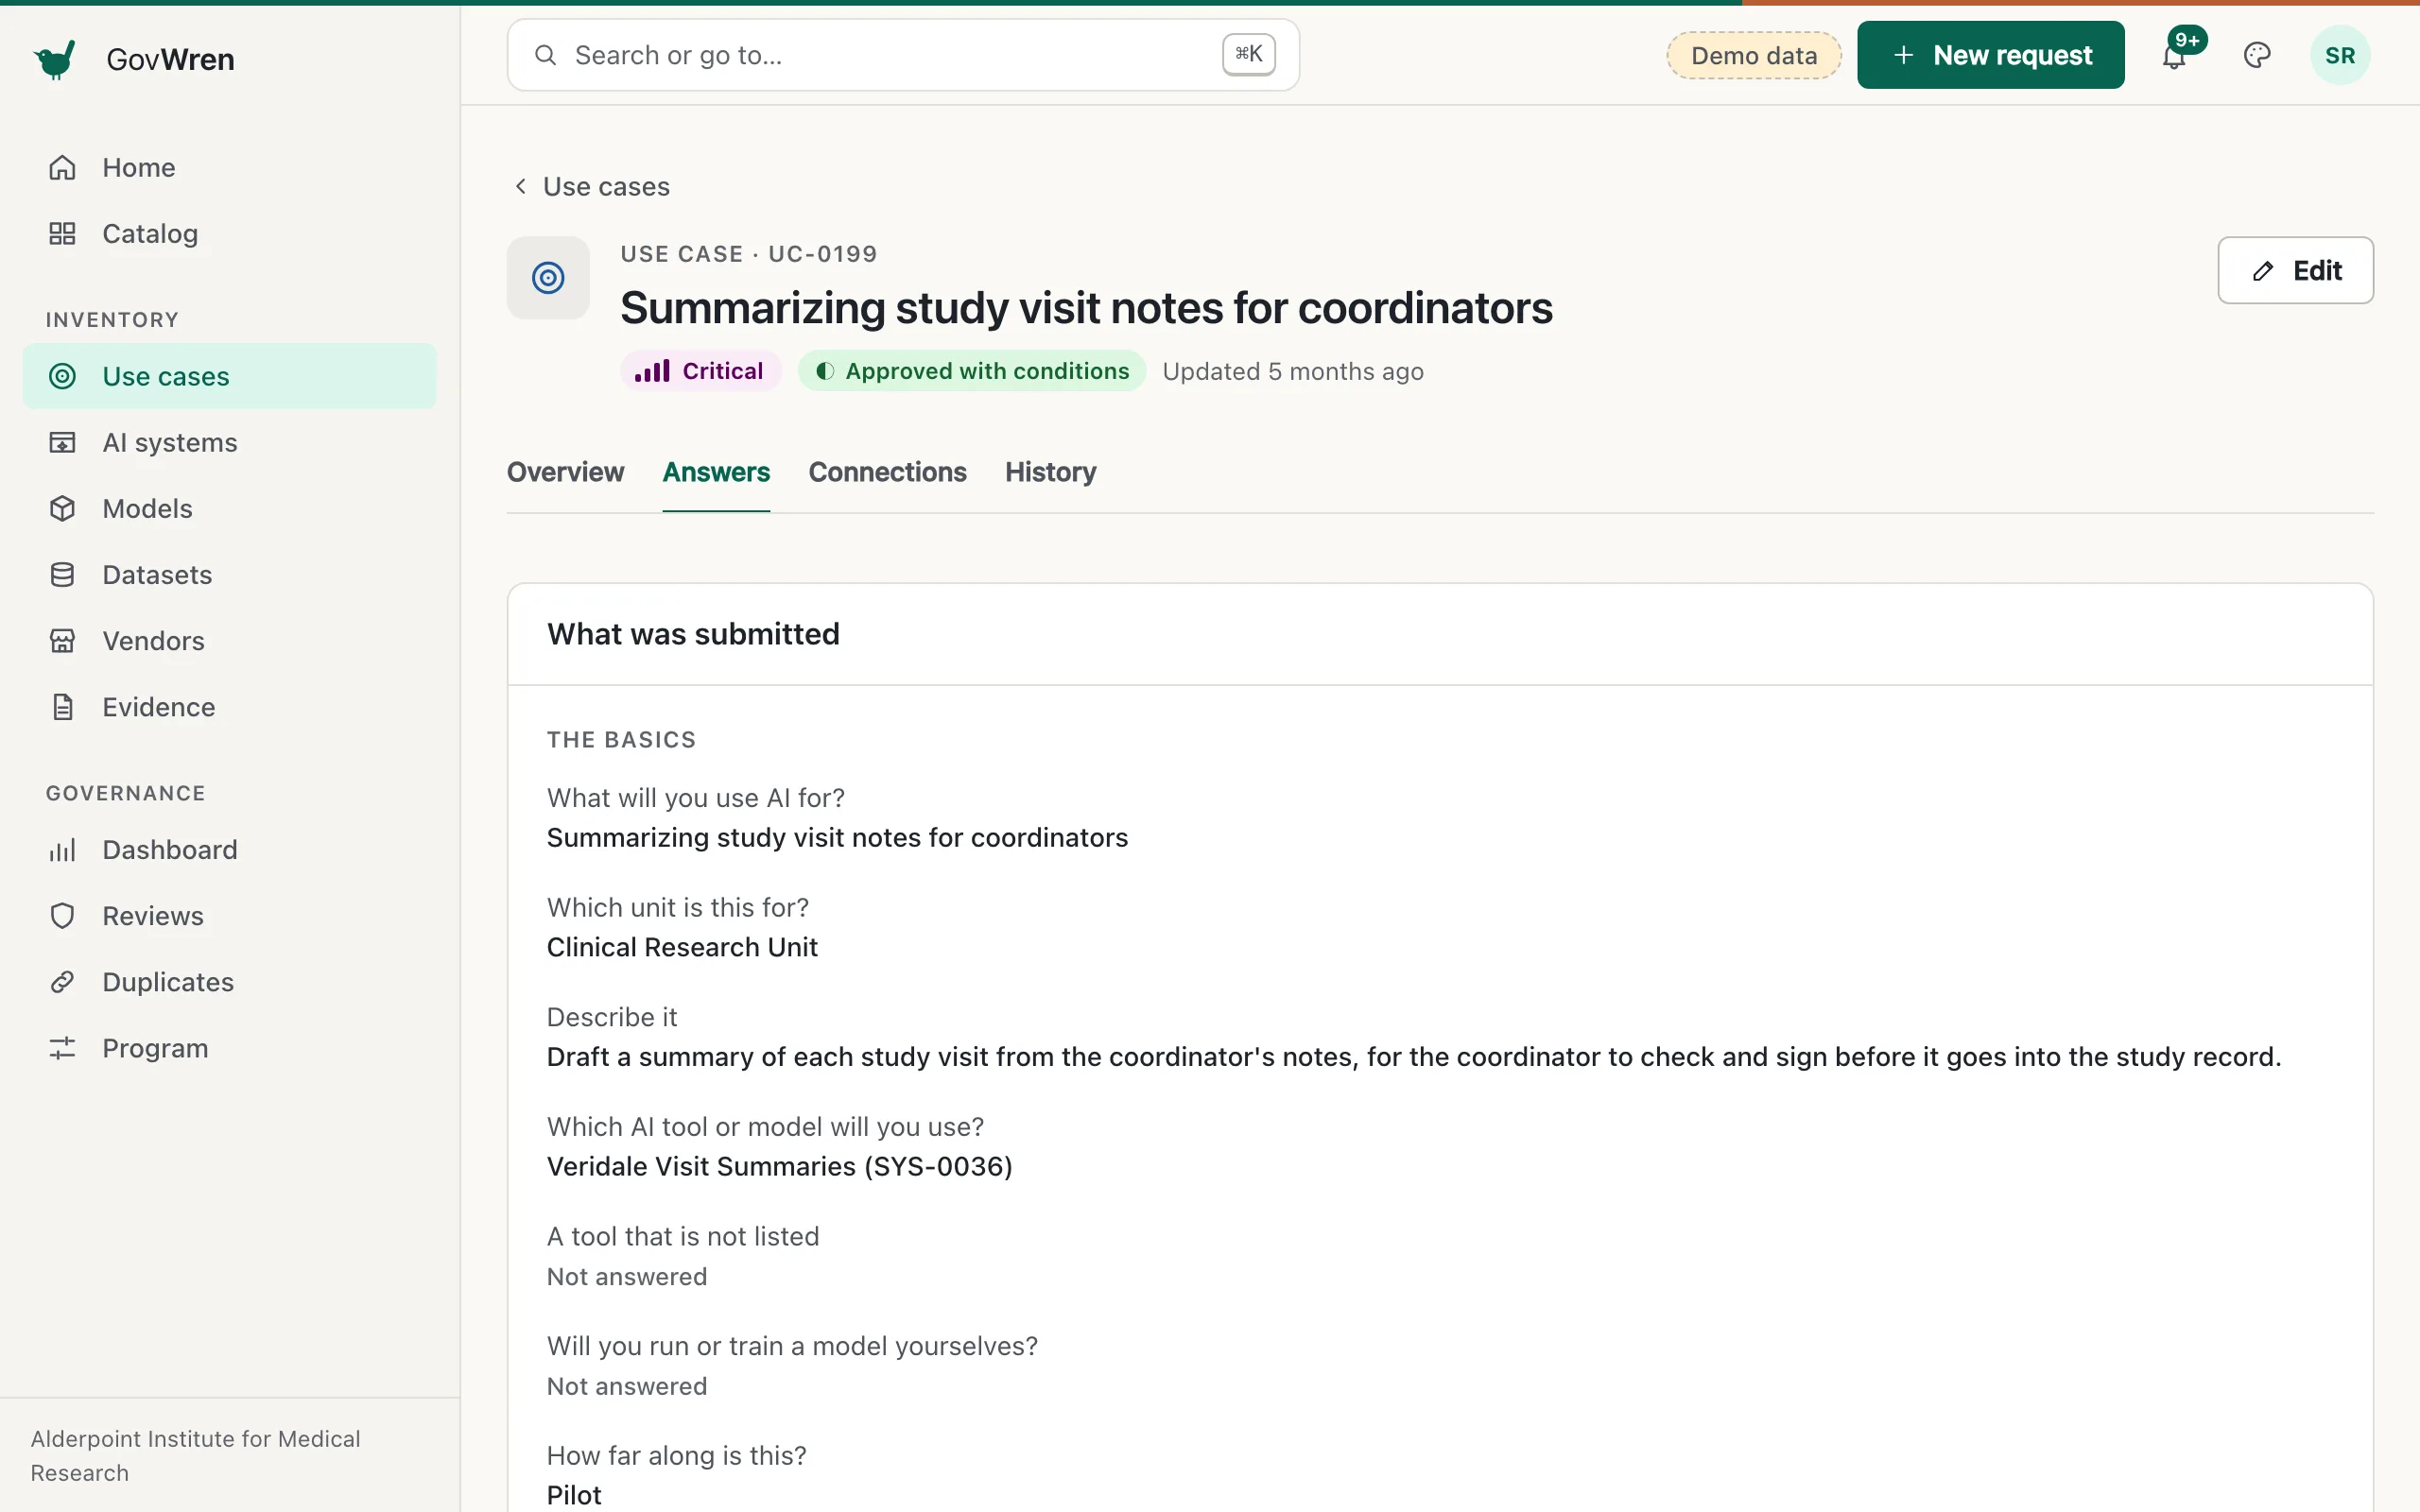 GovWren
Search or go to...
⌘K
Demo data
New request
9+
SR
Home
Catalog
INVENTORY
Use cases
AI systems
Models
Datasets
Vendors
Evidence
GOVERNANCE
Dashboard
Reviews
Duplicates
Program
Alderpoint Institute for Medical
Research
Use cases
USE CASE · UC-0199
Summarizing study visit notes for coordinators
Edit
Critical
Approved with conditions
Updated 5 months ago
Overview
Answers
Connections
History
What was submitted
THE BASICS
What will you use AI for?
Summarizing study visit notes for coordinators
Which unit is this for?
Clinical Research Unit
Describe it
Draft a summary of each study visit from the coordinator's notes, for the coordinator to check and sign before it goes into the study record.
Which AI tool or model will you use?
Veridale Visit Summaries (SYS-0036)
A tool that is not listed
Not answered
Will you run or train a model yourselves?
Not answered
How far along is this?
Pilot